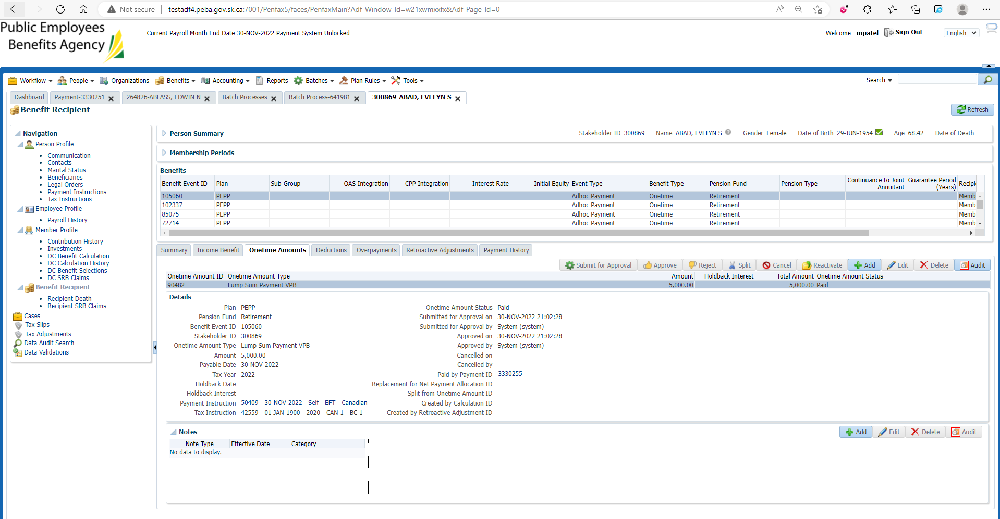 Not secure | testadf4.peba.gov.sk.ca:7001/Penfax5/faces/PenfaxMain?Adf-Window-Id=w21xwmxxfx&Adf-Page-Id=0
Public Employees
Benefits Agency
Current Payroll Month End Date 30-NOV-2022 Payment System Unlocked
Welcome mpatel Sign Out English
Workflow People Organizations Benefits Accounting Reports Batches Plan Rules Tools Search
Dashboard Payment-3330251 264826-ABLASS, EDWIN N Batch Processes Batch Process-641981 300869-ABAD, EVELYN S
Benefit Recipient Refresh
Navigation
Person Profile
Communication
Contacts
Marital Status
Beneficiaries
Legal Orders
Payment Instructions
Tax Instructions
Employee Profile
Payroll History
Member Profile
Contribution History
Investments
DC Benefit Calculation
DC Calculation History
DC Benefit Selections
DC SRB Claims
Benefit Recipient
Recipient Death
Recipient SRB Claims
Cases
Tax Slips
Tax Adjustments
Data Audit Search
Data Validations
Person Summary Stakeholder ID 300869 Name ABAD, EVELYN S Gender Female Date of Birth 29-JUN-1954 Age 68.42 Date of Death
Membership Periods
Benefits
Benefit Event ID Plan Sub-Group OAS Integration CPP Integration Interest Rate Initial Equity Event Type Benefit Type Pension Fund Pension Type Continuance to Joint Annuitant Guarantee Period (Years) Recipi
105060 PEPP Adhoc Payment Onetime Retirement Memb
102337 PEPP Adhoc Payment Onetime Retirement Memb
85075 PEPP Adhoc Payment Onetime Retirement Memb
72714 PEPP Adhoc Payment Onetime Retirement Memb
Summary Income Benefit Onetime Amounts Deductions Overpayments Retroactive Adjustments Payment History
Submit for Approval Approve Reject Split Cancel Reactivate Add Edit Delete Audit
Onetime Amount ID Onetime Amount Type Amount Holdback Interest Total Amount Onetime Amount Status
90482 Lump Sum Payment VPB 5,000.00 5,000.00 Paid
Details
Plan PEPP Onetime Amount Status Paid
Pension Fund Retirement Submitted for Approval on 30-NOV-2022 21:02:28
Benefit Event ID 105060 Submitted for Approval by System (system)
Stakeholder ID 300869 Approved on 30-NOV-2022 21:02:28
Onetime Amount Type Lump Sum Payment VPB Approved by System (system)
Amount 5,000.00 Cancelled on
Payable Date 30-NOV-2022 Cancelled by
Tax Year 2022 Paid by Payment ID 3330255
Holdback Date Replacement for Net Payment Allocation ID
Holdback Interest Split from Onetime Amount ID
Payment Instruction 50409 - 30-NOV-2022 - Self - EFT - Canadian Created by Calculation ID
Tax Instruction 42559 - 01-JAN-1900 - 2020 - CAN 1 - BC 1 Created by Retroactive Adjustment ID
Notes Add Edit Delete Audit
Note Type Effective Date Category
No data to display.